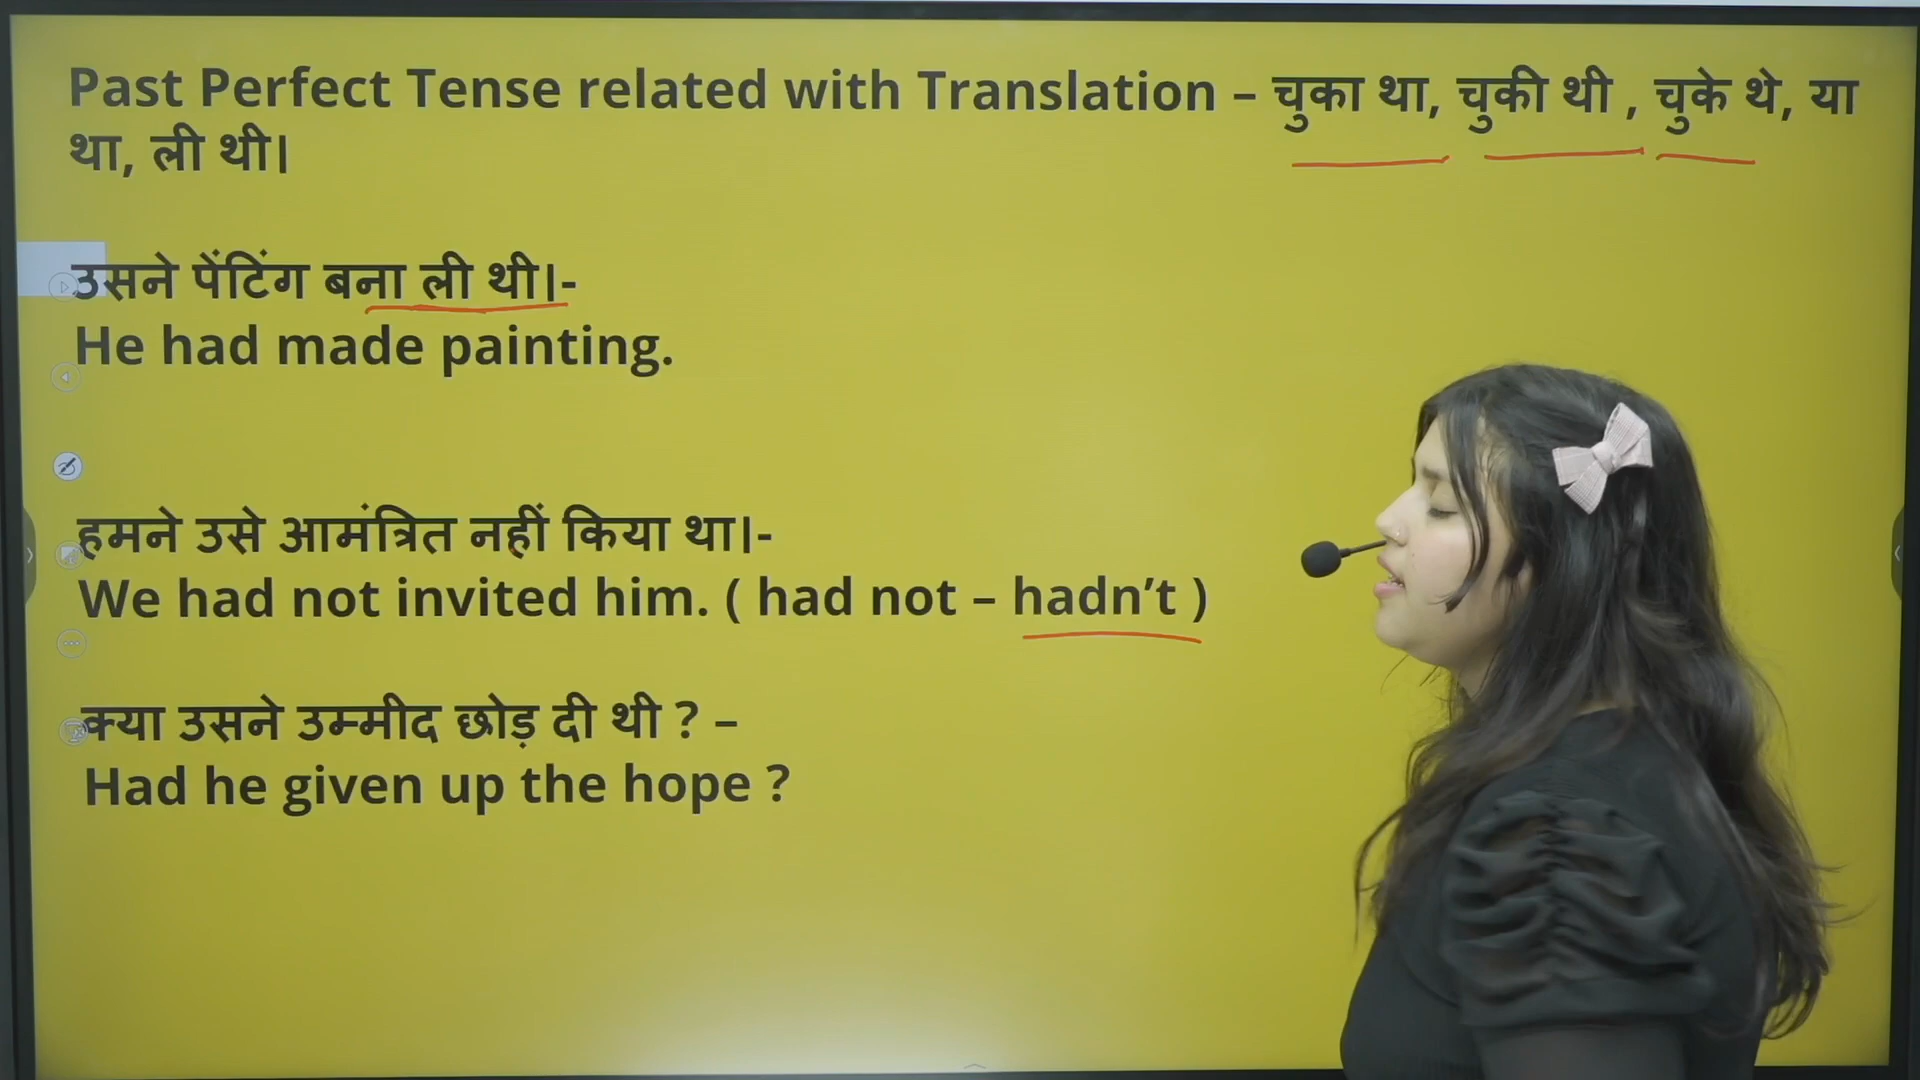 Past Perfect Tense related with Translation – चुका था, चुकी थी , चुके थे, या
था, ली थी।
उसने पेंटिंग बना ली थी।-
He had made painting.
हमने उसे आमंत्रित नहीं किया था।-
We had not invited him. ( had not – hadn’t )
क्या उसने उम्मीद छोड़ दी थी ? –
Had he given up the hope ?